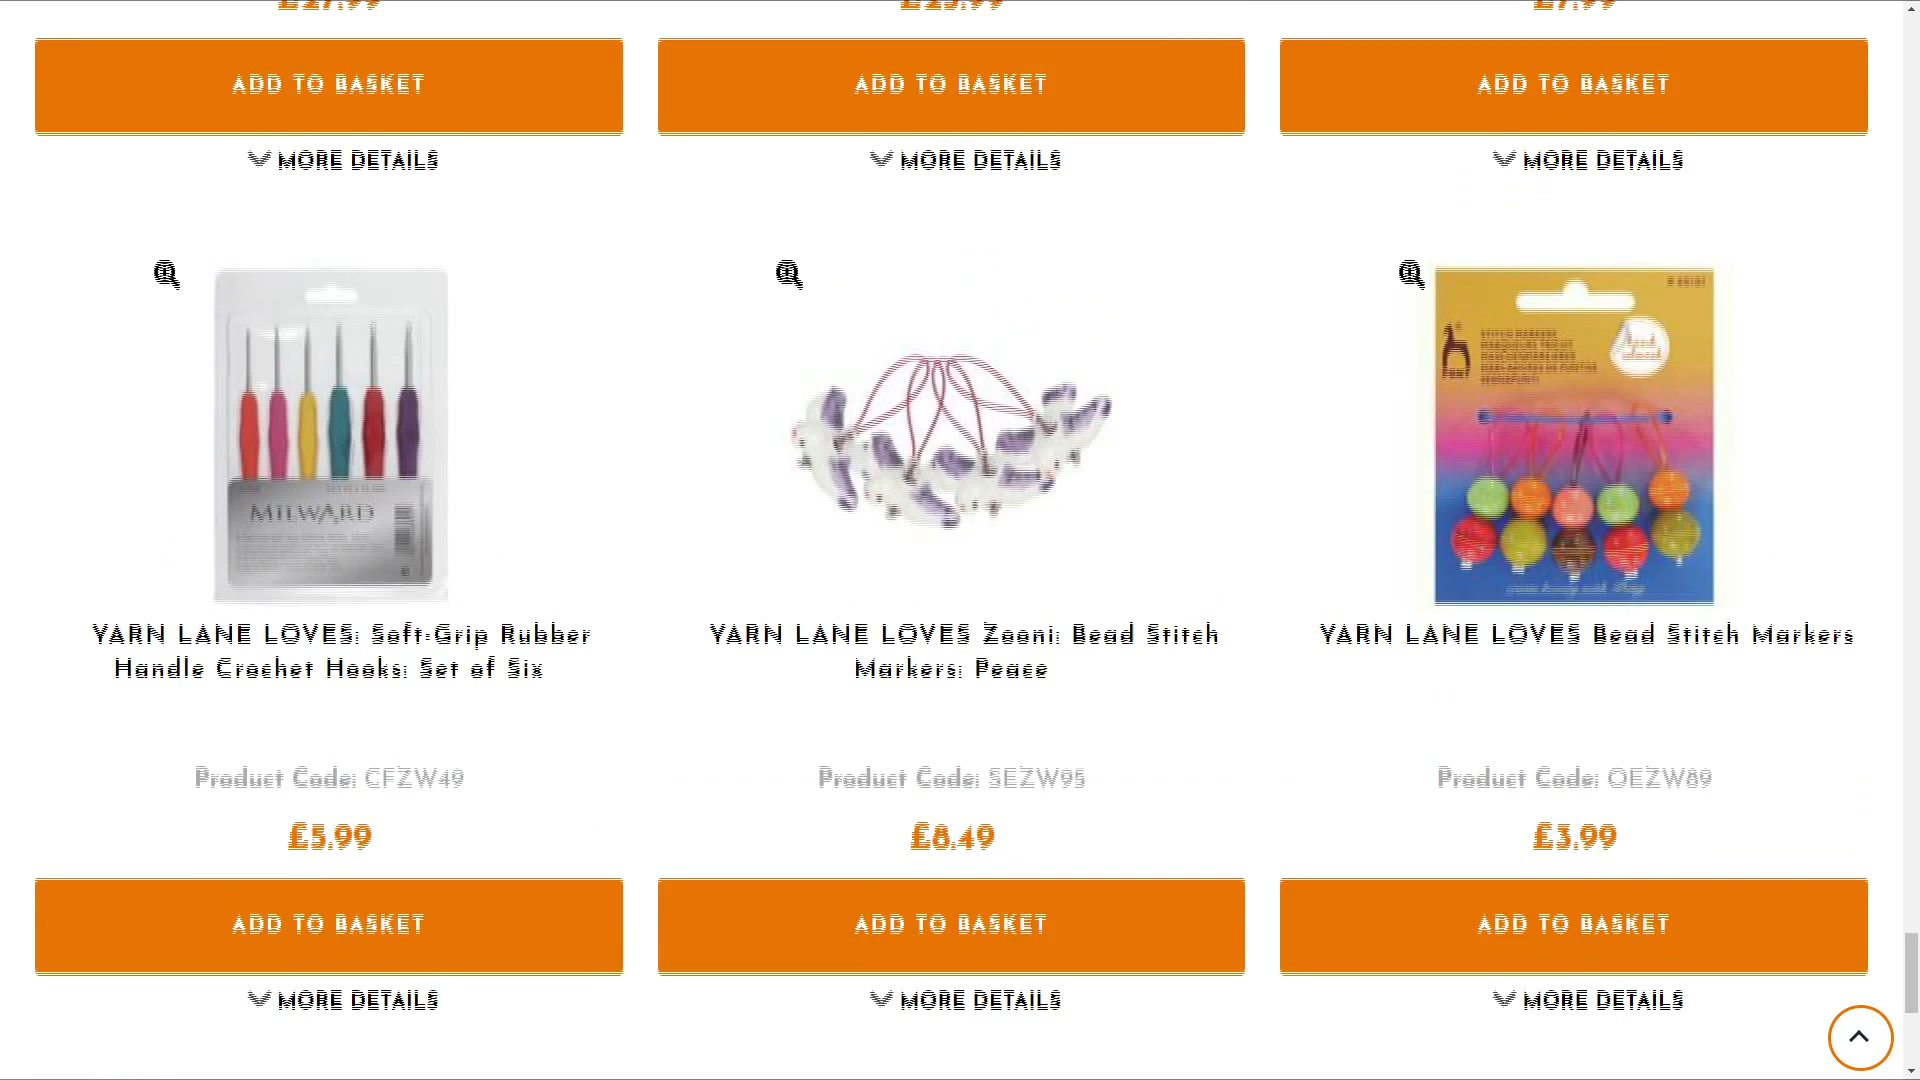 ADD TO BASKET ADD TO BASKET ADD TO BASKET
MORE DETAILS MORE DETAILS MORE DETAILS
MILWARD
YARN LANE LOVES: Soft-Grip Rubber
Handle Crochet Hooks: Set of Six
YARN LANE LOVES Zooni: Bead Stitch
Markers: Peace
YARN LANE LOVES Bead Stitch Markers
Product Code: CFZW49 Product Code: SEZW95 Product Code: OEZW89
£5.99 £8.49 £3.99
ADD TO BASKET ADD TO BASKET ADD TO BASKET
MORE DETAILS MORE DETAILS MORE DETAILS